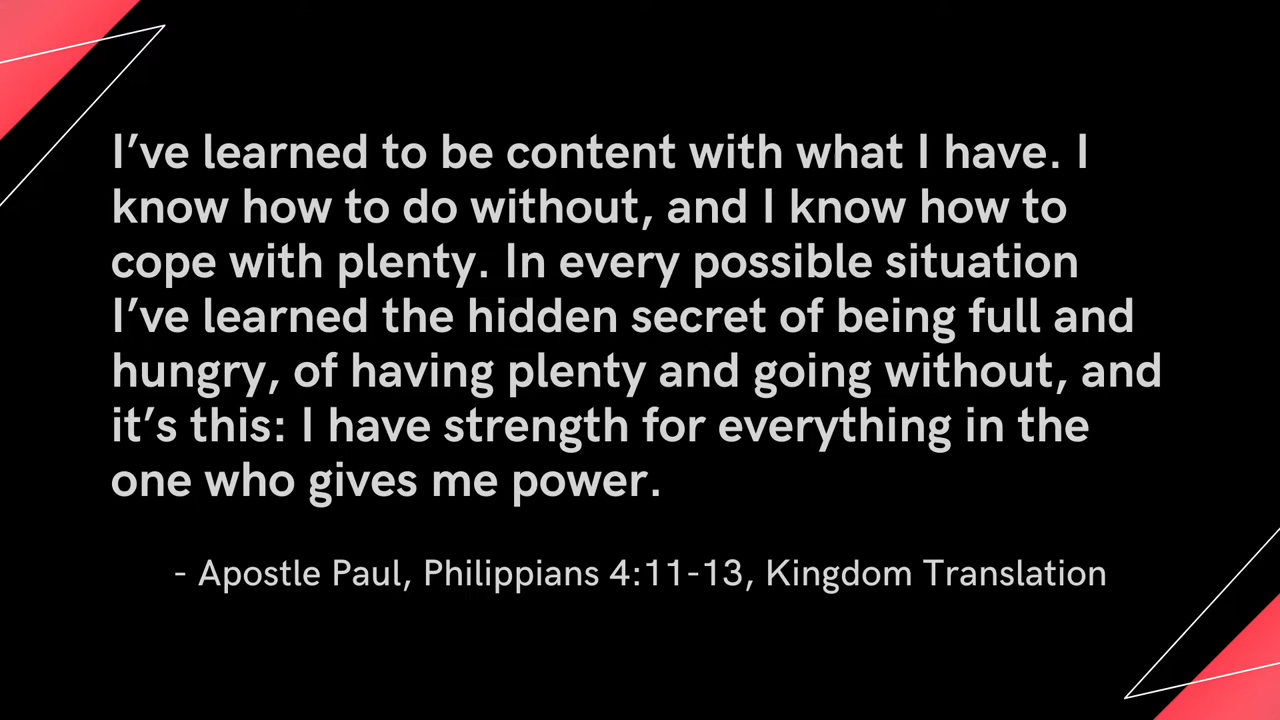 I’ve learned to be content with what I have. I
know how to do without, and I know how to
cope with plenty. In every possible situation
I’ve learned the hidden secret of being full and
hungry, of having plenty and going without, and
it’s this: I have strength for everything in the
one who gives me power.
- Apostle Paul, Philippians 4:11-13, Kingdom Translation